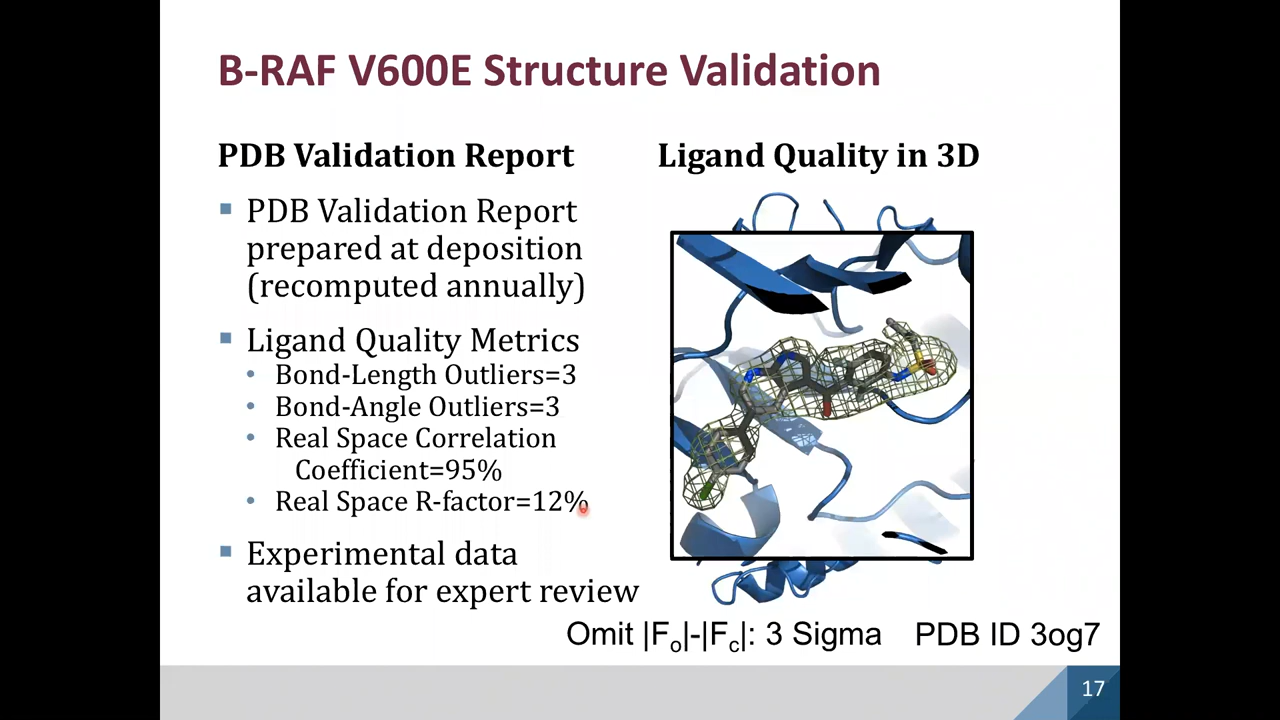 B-RAF V600E Structure Validation
PDB Validation Report
PDB Validation Report
prepared at deposition
(recomputed annually)
Ligand Quality Metrics
Bond-Length Outliers=3
Bond-Angle Outliers=3
Real Space Correlation
Coefficient=95%
Real Space R-factor=12%
Experimental data
available for expert review
Ligand Quality in 3D
Omit |Fo|-|Fc|: 3 Sigma PDB ID 3og7
17